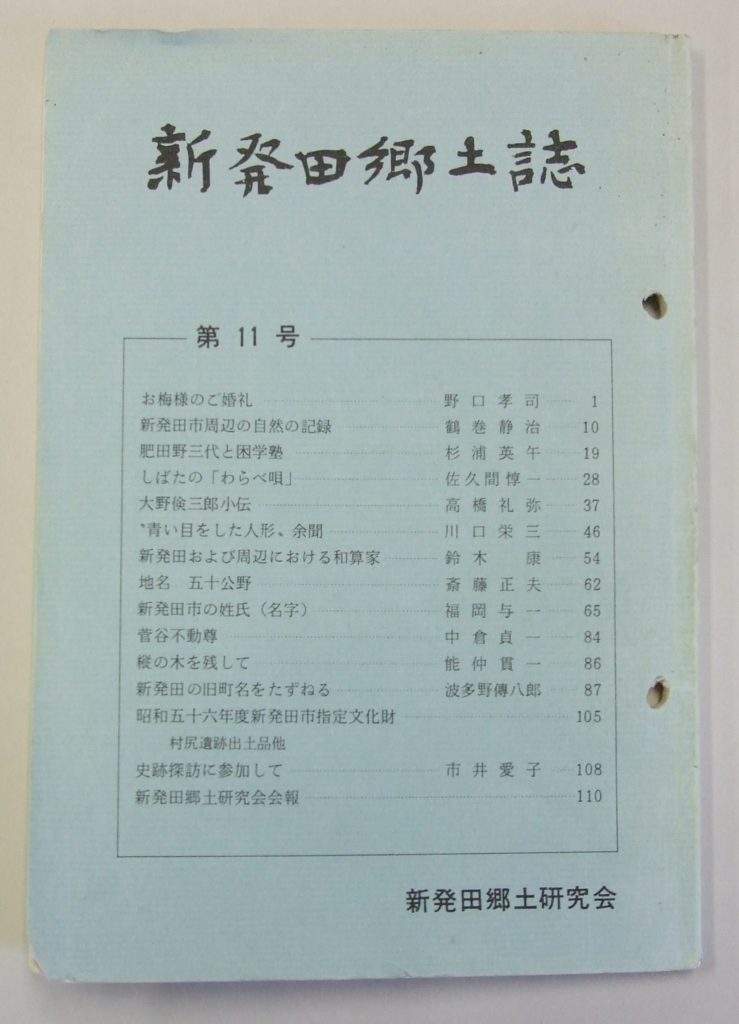 新発田郷土誌
第 11 号
お梅様のご婚礼 野口孝司 1
新発田市周辺の自然の記録 鶴巻静治 10
肥田野三代と困学塾 杉浦英午 19
しばたの「わらべ唄」 佐久間惇一 28
大野倹三郎小伝 高橋礼弥 37
〝青い目をした人形〟余聞 川口栄三 46
新発田および周辺における和算家 鈴木 康 54
地名 五十公野 斎藤正夫 62
新発田市の姓氏（名字） 福岡与一 65
菅谷不動尊 中倉貞一 84
樅の木を残して 能仲貫一 86
新発田の旧町名をたずねる 波多野傳八郎 87
昭和五十六年度新発田市指定文化財 105
村尻遺跡出土品他
史跡探訪に参加して 市井愛子 108
新発田郷土研究会会報 110
新発田郷土研究会